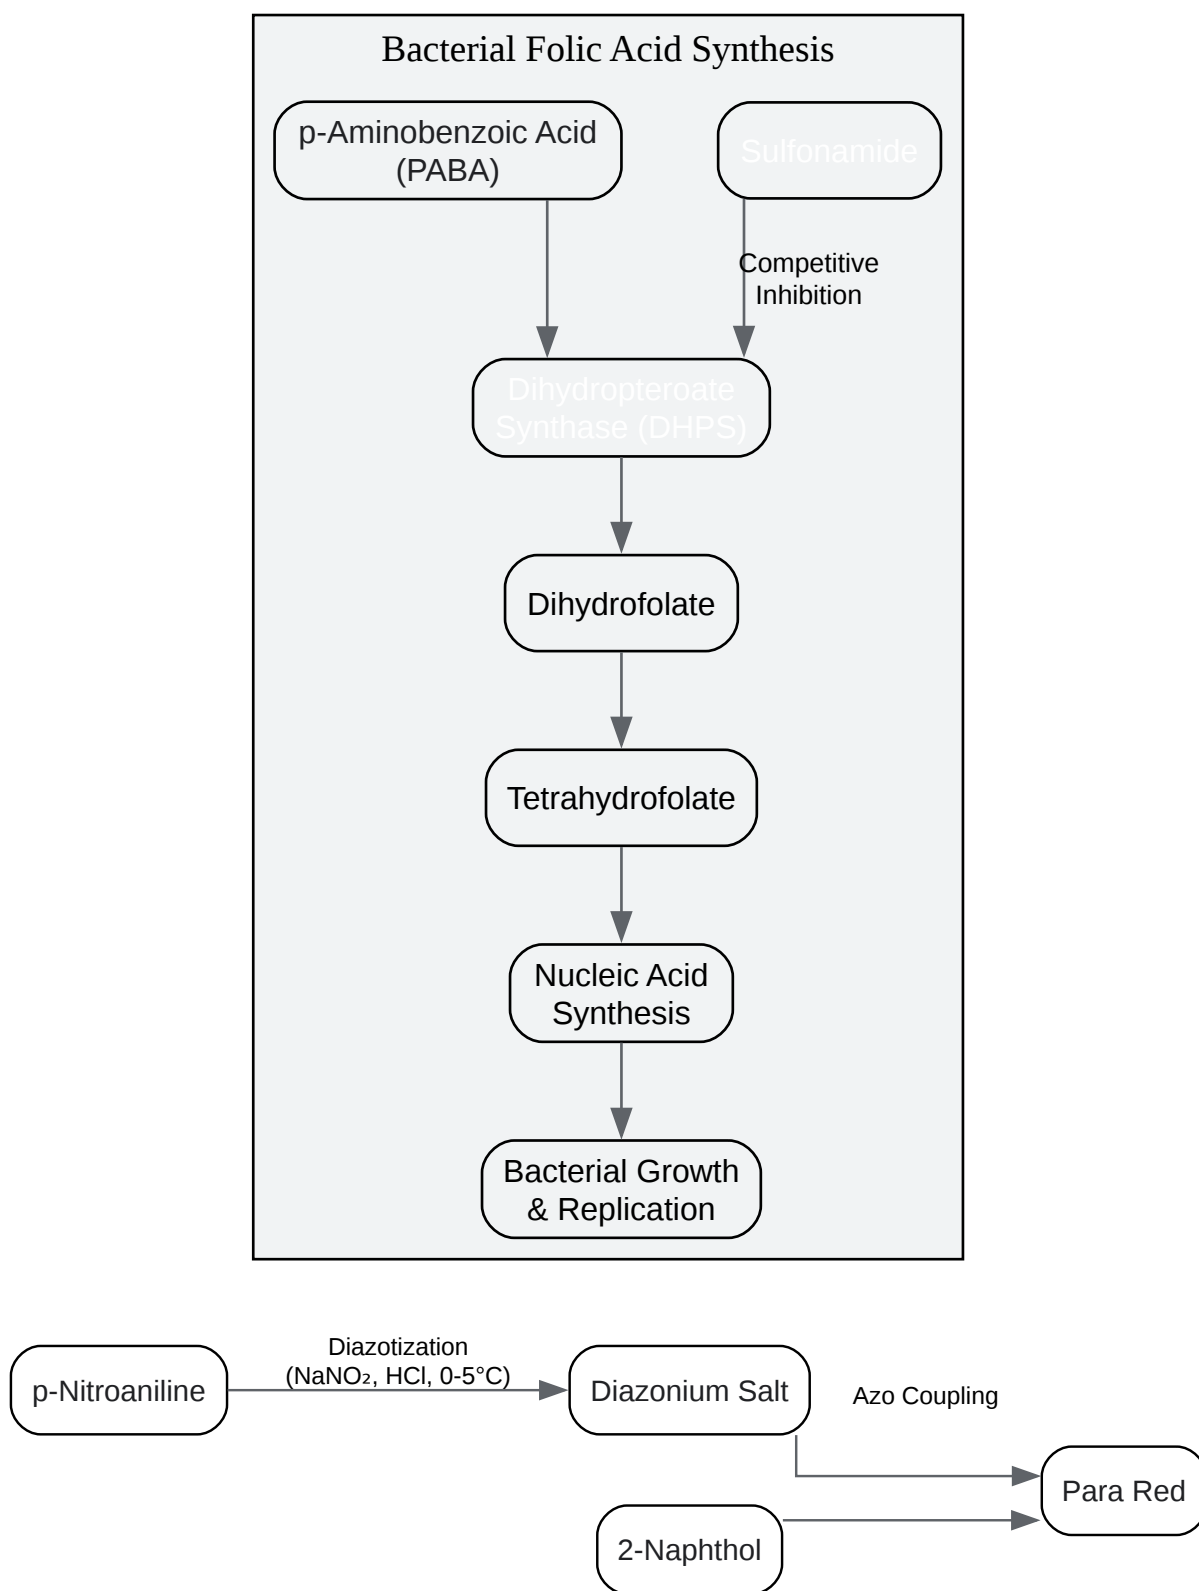 Bacterial Folic Acid Synthesis
p-Aminobenzoic Acid
(PABA)
Sulfonamide
Competitive
Inhibition
Dihydropteroate
Synthase (DHPS)
Dihydrofolate
Tetrahydrofolate
Nucleic Acid
Synthesis
Bacterial Growth
& Replication
Diazotization
(NaNO₂, HCl, 0-5°C)
p-Nitroaniline
Diazonium Salt
Azo Coupling
Para Red
2-Naphthol